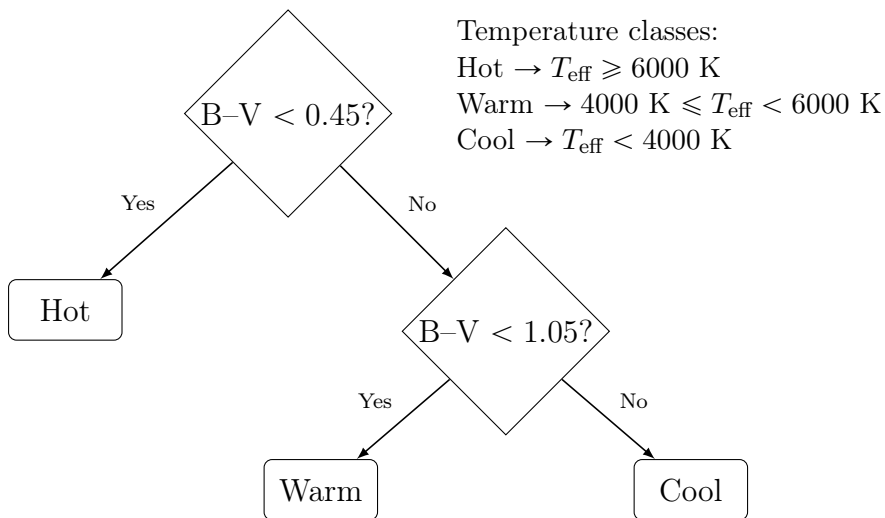 Temperature classes:
Hot → T_eff ⩾ 6000 K
Warm → 4000 K ⩽ T_eff < 6000 K
Cool → T_eff < 4000 K
B–V < 0.45?
Yes
No
Hot
B–V < 1.05?
Yes
No
Warm
Cool